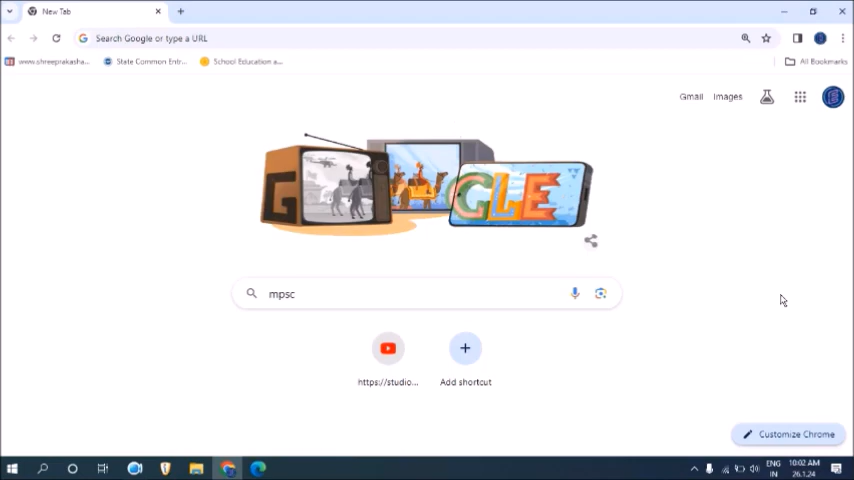 New Tab
Search Google or type a URL
www.shreeprakasha...
State Common Entr...
School Education a...
All Bookmarks
Gmail
Images
G GLE
mpsc
https://studio...
Add shortcut
Customize Chrome
ENG
IN
10:02 AM
26.1.24